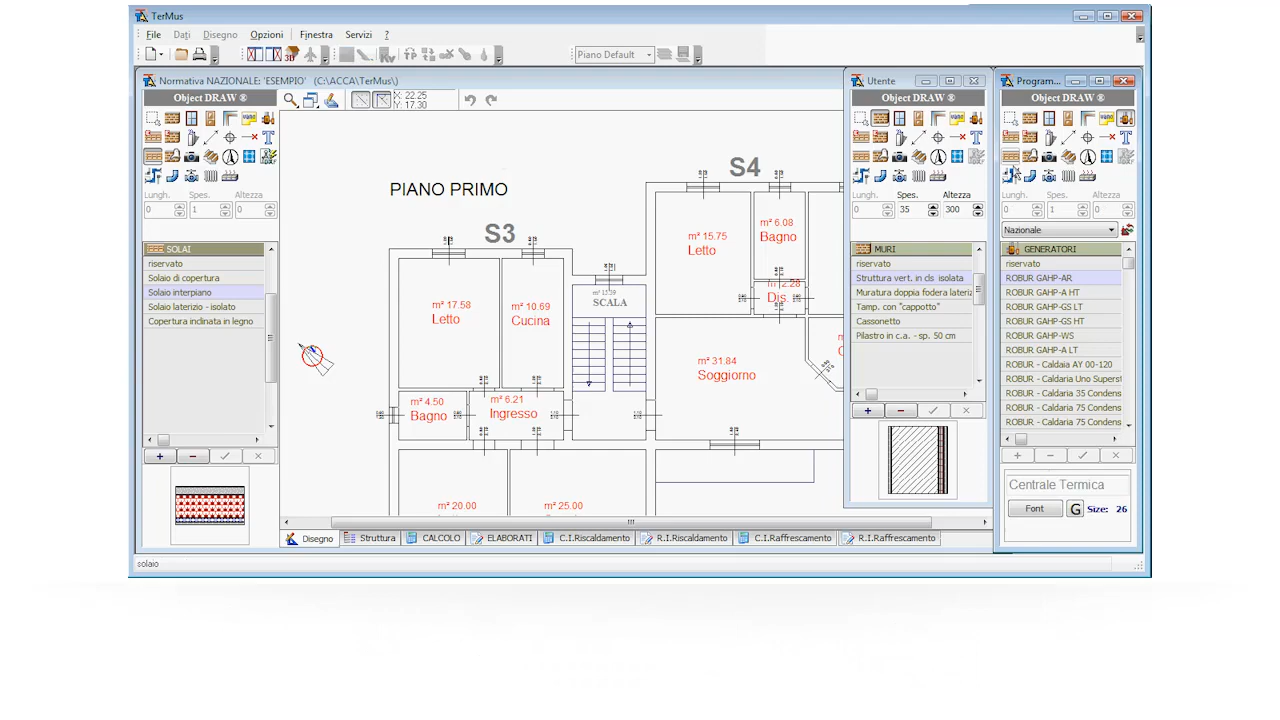 TerMus
File Dati Disegno Opzioni Finestra Servizi ?
3D
Piano Default
Normativa NAZIONALE: 'ESEMPIO' (C:\ACCA\TerMus\)
Object DRAW ®
X: 22.25
Y: 17.30
Lungh. Spes. Altezza
0 1 0
SOLAI
riservato
Solaio di copertura
Solaio interpiano
Solaio laterizio - isolato
Copertura inclinata in legno
PIANO PRIMO
S3
S4
m² 17.58
Letto
m² 10.69
Cucina
m² 4.50
Bagno
m² 6.21
Ingresso
m² 20.00
m² 25.00
SCALA
m² 15.75
Letto
m² 6.08
Bagno
m² 2.28
Dis.
m² 31.84
Soggiorno
Utente
Object DRAW ®
Lungh. Spes. Altezza
0 35 300
MURI
riservato
Struttura vert. in cls isolata
Muratura doppia fodera lateriz
Tamp. con "cappotto"
Cassonetto
Pilastro in c.a. - sp. 50 cm
Program...
Object DRAW ®
Lungh. Spes. Altezza
0 1 0
Nazionale
GENERATORI
riservato
ROBUR GAHP-AR
ROBUR GAHP-A HT
ROBUR GAHP-GS LT
ROBUR GAHP-GS HT
ROBUR GAHP-WS
ROBUR GAHP-A LT
ROBUR - Caldaia AY 00-120
ROBUR - Caldaria Uno Superst
ROBUR - Caldaria 35 Condens
ROBUR - Caldaria 75 Condens
ROBUR - Caldaria 75 Condens
Centrale Termica
Font G Size: 26
Disegno Struttura CALCOLO ELABORATI C.I.Riscaldamento R.I.Riscaldamento C.I.Raffrescamento R.I.Raffrescamento
solaio